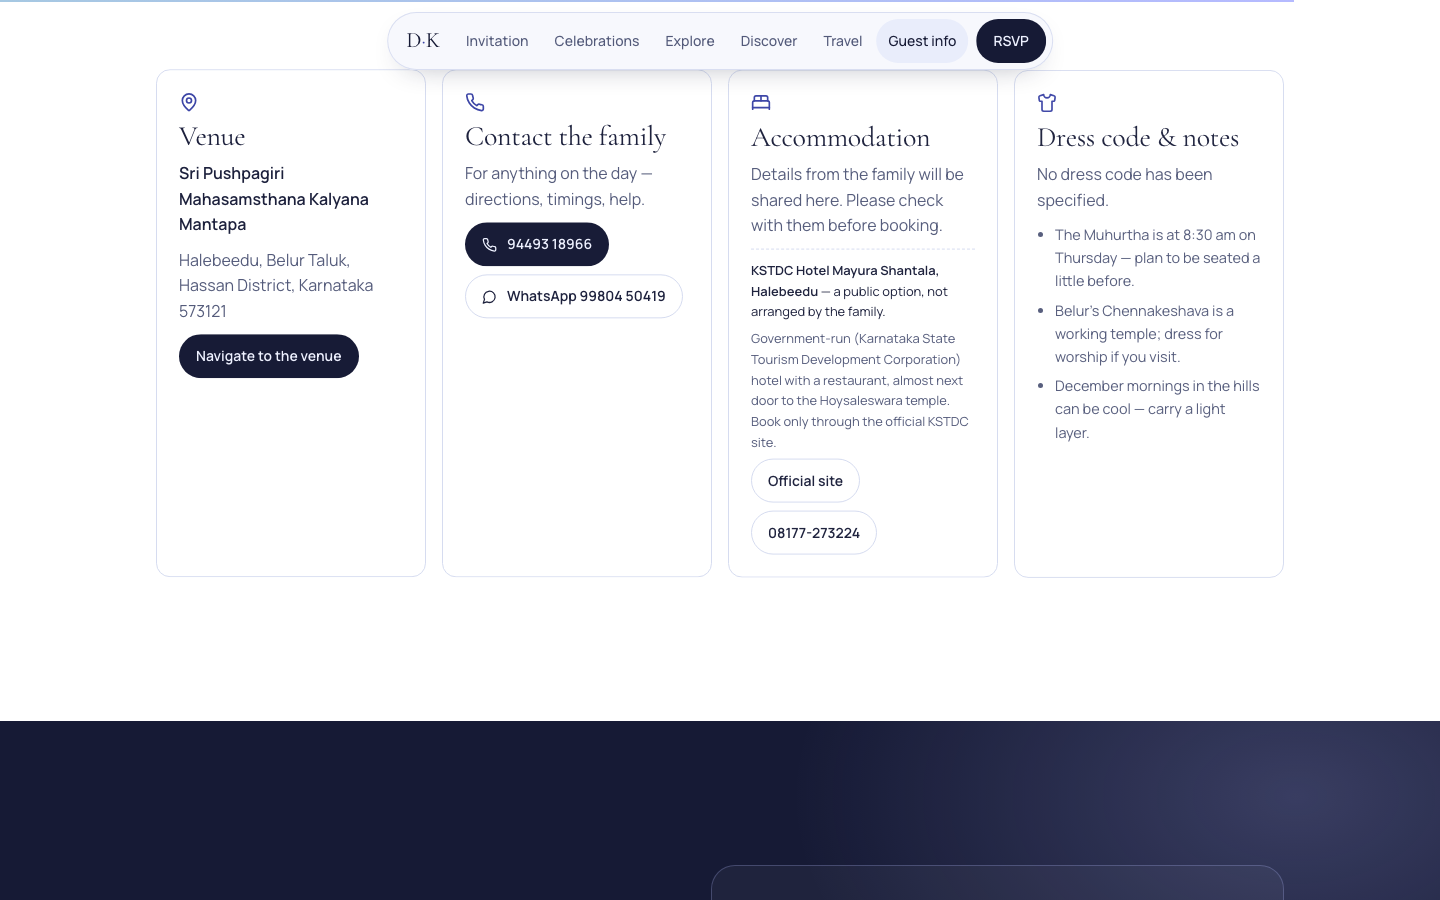 D·K
Invitation
Celebrations
Explore
Discover
Travel
Guest info
RSVP
Venue
Sri Pushpagiri
Mahasamsthana Kalyana
Mantapa
Halebeedu, Belur Taluk,
Hassan District, Karnataka
573121
Navigate to the venue
Contact the family
For anything on the day —
directions, timings, help.
94493 18966
WhatsApp 99804 50419
Accommodation
Details from the family will be
shared here. Please check
with them before booking.
KSTDC Hotel Mayura Shantala,
Halebeedu — a public option, not
arranged by the family.
Government-run (Karnataka State
Tourism Development Corporation)
hotel with a restaurant, almost next
door to the Hoysaleswara temple.
Book only through the official KSTDC
site.
Official site
08177-273224
Dress code & notes
No dress code has been
specified.
• The Muhurtha is at 8:30 am on
Thursday — plan to be seated a
little before.
• Belur's Chennakeshava is a
working temple; dress for
worship if you visit.
• December mornings in the hills
can be cool — carry a light
layer.